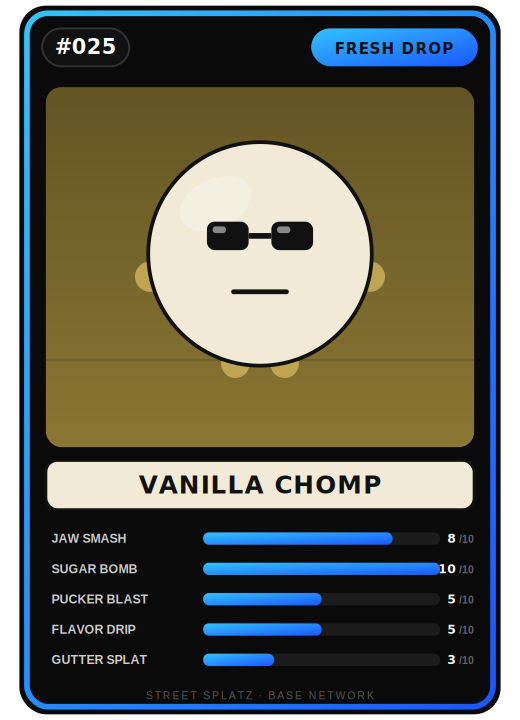 #025
FRESH DROP
VANILLA CHOMP
JAW SMASH 8 /10
SUGAR BOMB 10 /10
PUCKER BLAST 5 /10
FLAVOR DRIP 5 /10
GUTTER SPLAT 3 /10
STREET SPLATZ · BASE NETWORK